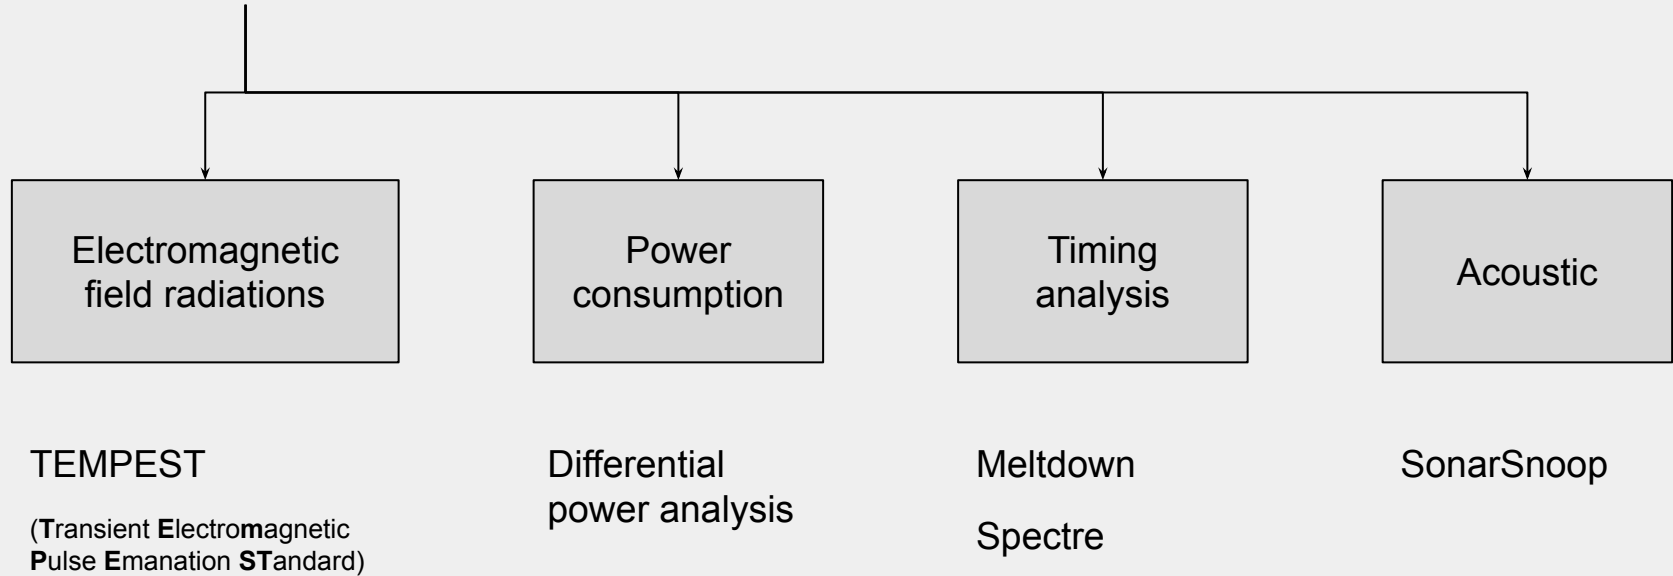 Electromagnetic
field radiations
Power
consumption
Timing
analysis
Acoustic
TEMPEST
(Transient Electromagnetic
Pulse Emanation STandard)
Differential
power analysis
Meltdown
Spectre
SonarSnoop